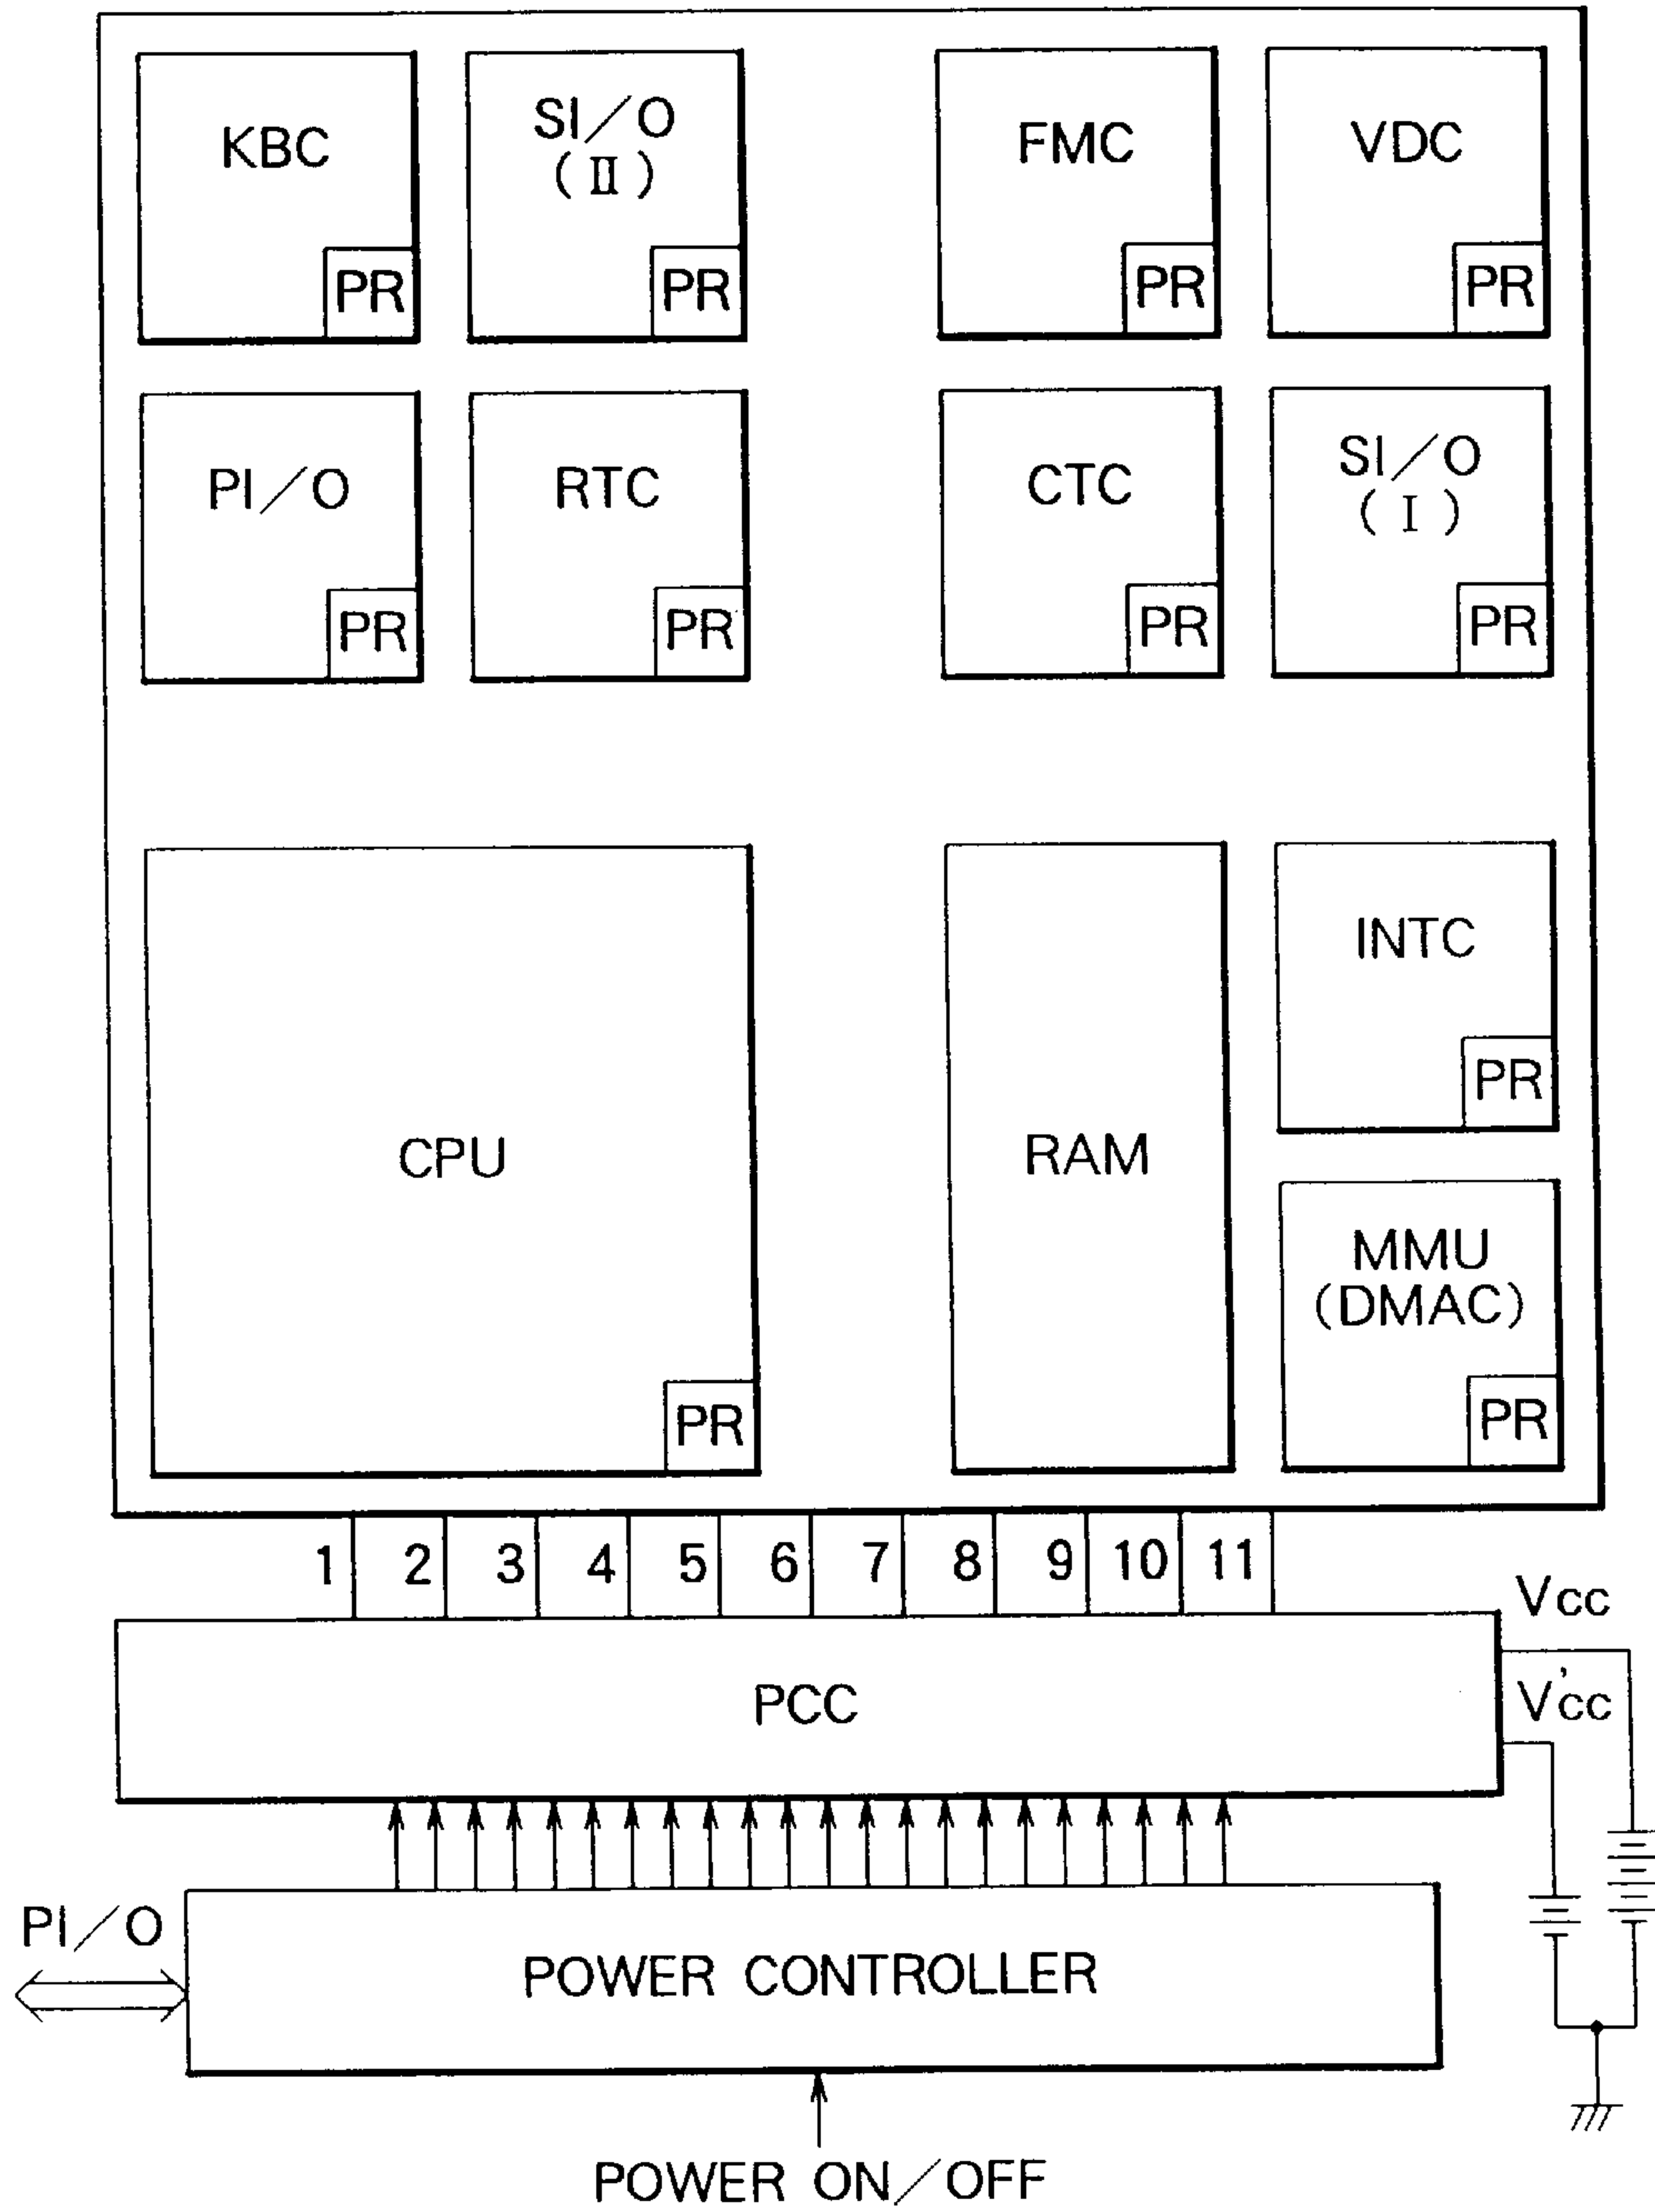 KBC
SI/O
(II)
FMC
VDC
PR
PR
PR
PR
PI/O
RTC
CTC
SI/O
(I)
PR
PR
PR
PR
CPU
RAM
INTC
PR
MMU
(DMAC)
PR
PR
1 2 3 4 5 6 7 8 9 10 11
Vcc
V'cc
PCC
PI/O
POWER CONTROLLER
POWER ON/OFF